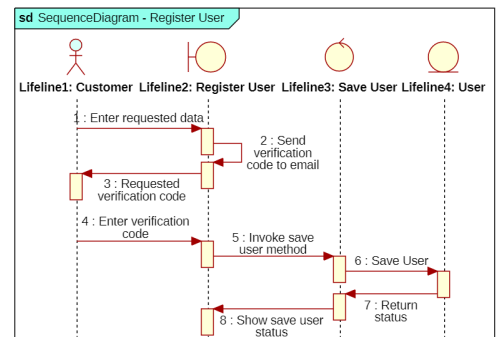 sd SequenceDiagram - Register User
Lifeline1: Customer Lifeline2: Register User Lifeline3: Save User Lifeline4: User
1 : Enter requested data
2 : Send
verification
code to email
3 : Requested
verification code
4 : Enter verification
code
5 : Invoke save
user method
6 : Save User
7 : Return
status
8 : Show save user
status